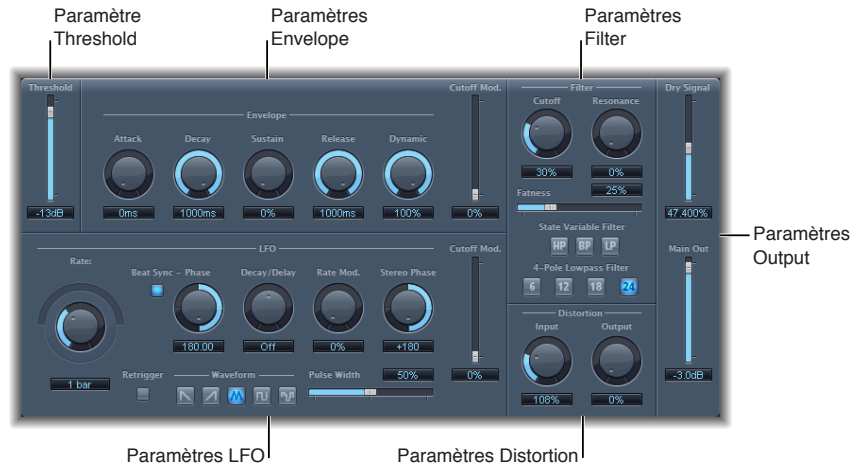 Paramètre
Threshold
Paramètres
Envelope
Paramètres
Filter
Threshold
Cutoff Mod.
Filter
Dry Signal
Envelope
Cutoff
Resonance
Attack
Decay
Sustain
Release
Dynamic
30%
0%
Fatness
25%
-13dB
0ms
1000ms
0%
1000ms
100%
0%
47.400%
State Variable Filter
HP
BP
LP
4-Pole Lowpass Filter
6
12
18
24
Paramètres
Output
LFO
Cutoff Mod.
Main Out
Rate:
Beat Sync – Phase
Decay/Delay
Rate Mod.
Stereo Phase
180.00
Off
0%
+180
Distortion
Input
Output
Retrigger
Waveform
Pulse Width
50%
0%
1 bar
108%
0%
-3.0dB
Paramètres LFO
Paramètres Distortion